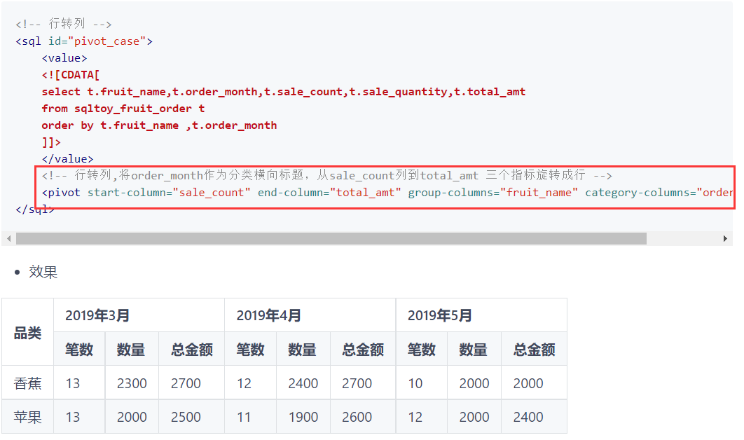 <!-- 行转列 -->
<sql id="pivot_case">
<value>
<![CDATA[
select t.fruit_name,t.order_month,t.sale_count,t.sale_quantity,t.total_amt
from sqltoy_fruit_order t
order by t.fruit_name ,t.order_month
]]>
</value>
<!-- 行转列,将order_month作为分类横向标题，从sale_count列到total_amt 三个指标旋转成行 -->
<pivot start-column="sale_count" end-column="total_amt" group-columns="fruit_name" category-columns="order
</sql>
• 效果
品类 2019年3月 2019年4月 2019年5月
笔数 数量 总金额 笔数 数量 总金额 笔数 数量 总金额
香蕉 13 2300 2700 12 2400 2700 10 2000 2000
苹果 13 2000 2500 11 1900 2600 12 2000 2400